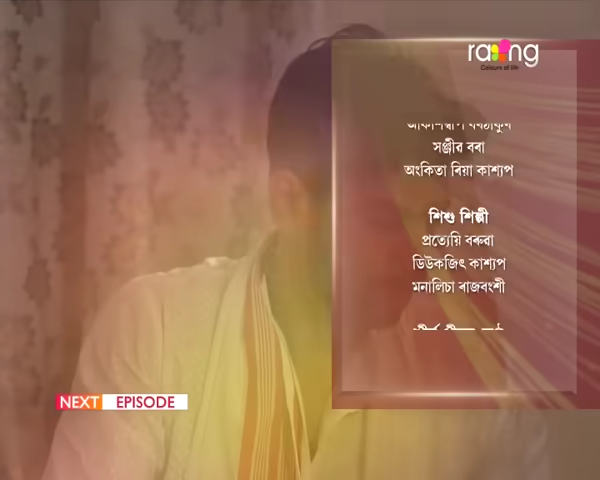 rang
Colours of life
সঞ্জীৱ বৰা
অংকিতা ৰিয়া কাশ্যপ
শিশু শিল্পী
প্ৰত্যেয়ি বৰুৱা
ডিউকজিৎ কাশ্যপ
মনালিচা ৰাজবংশী
NEXT EPISODE